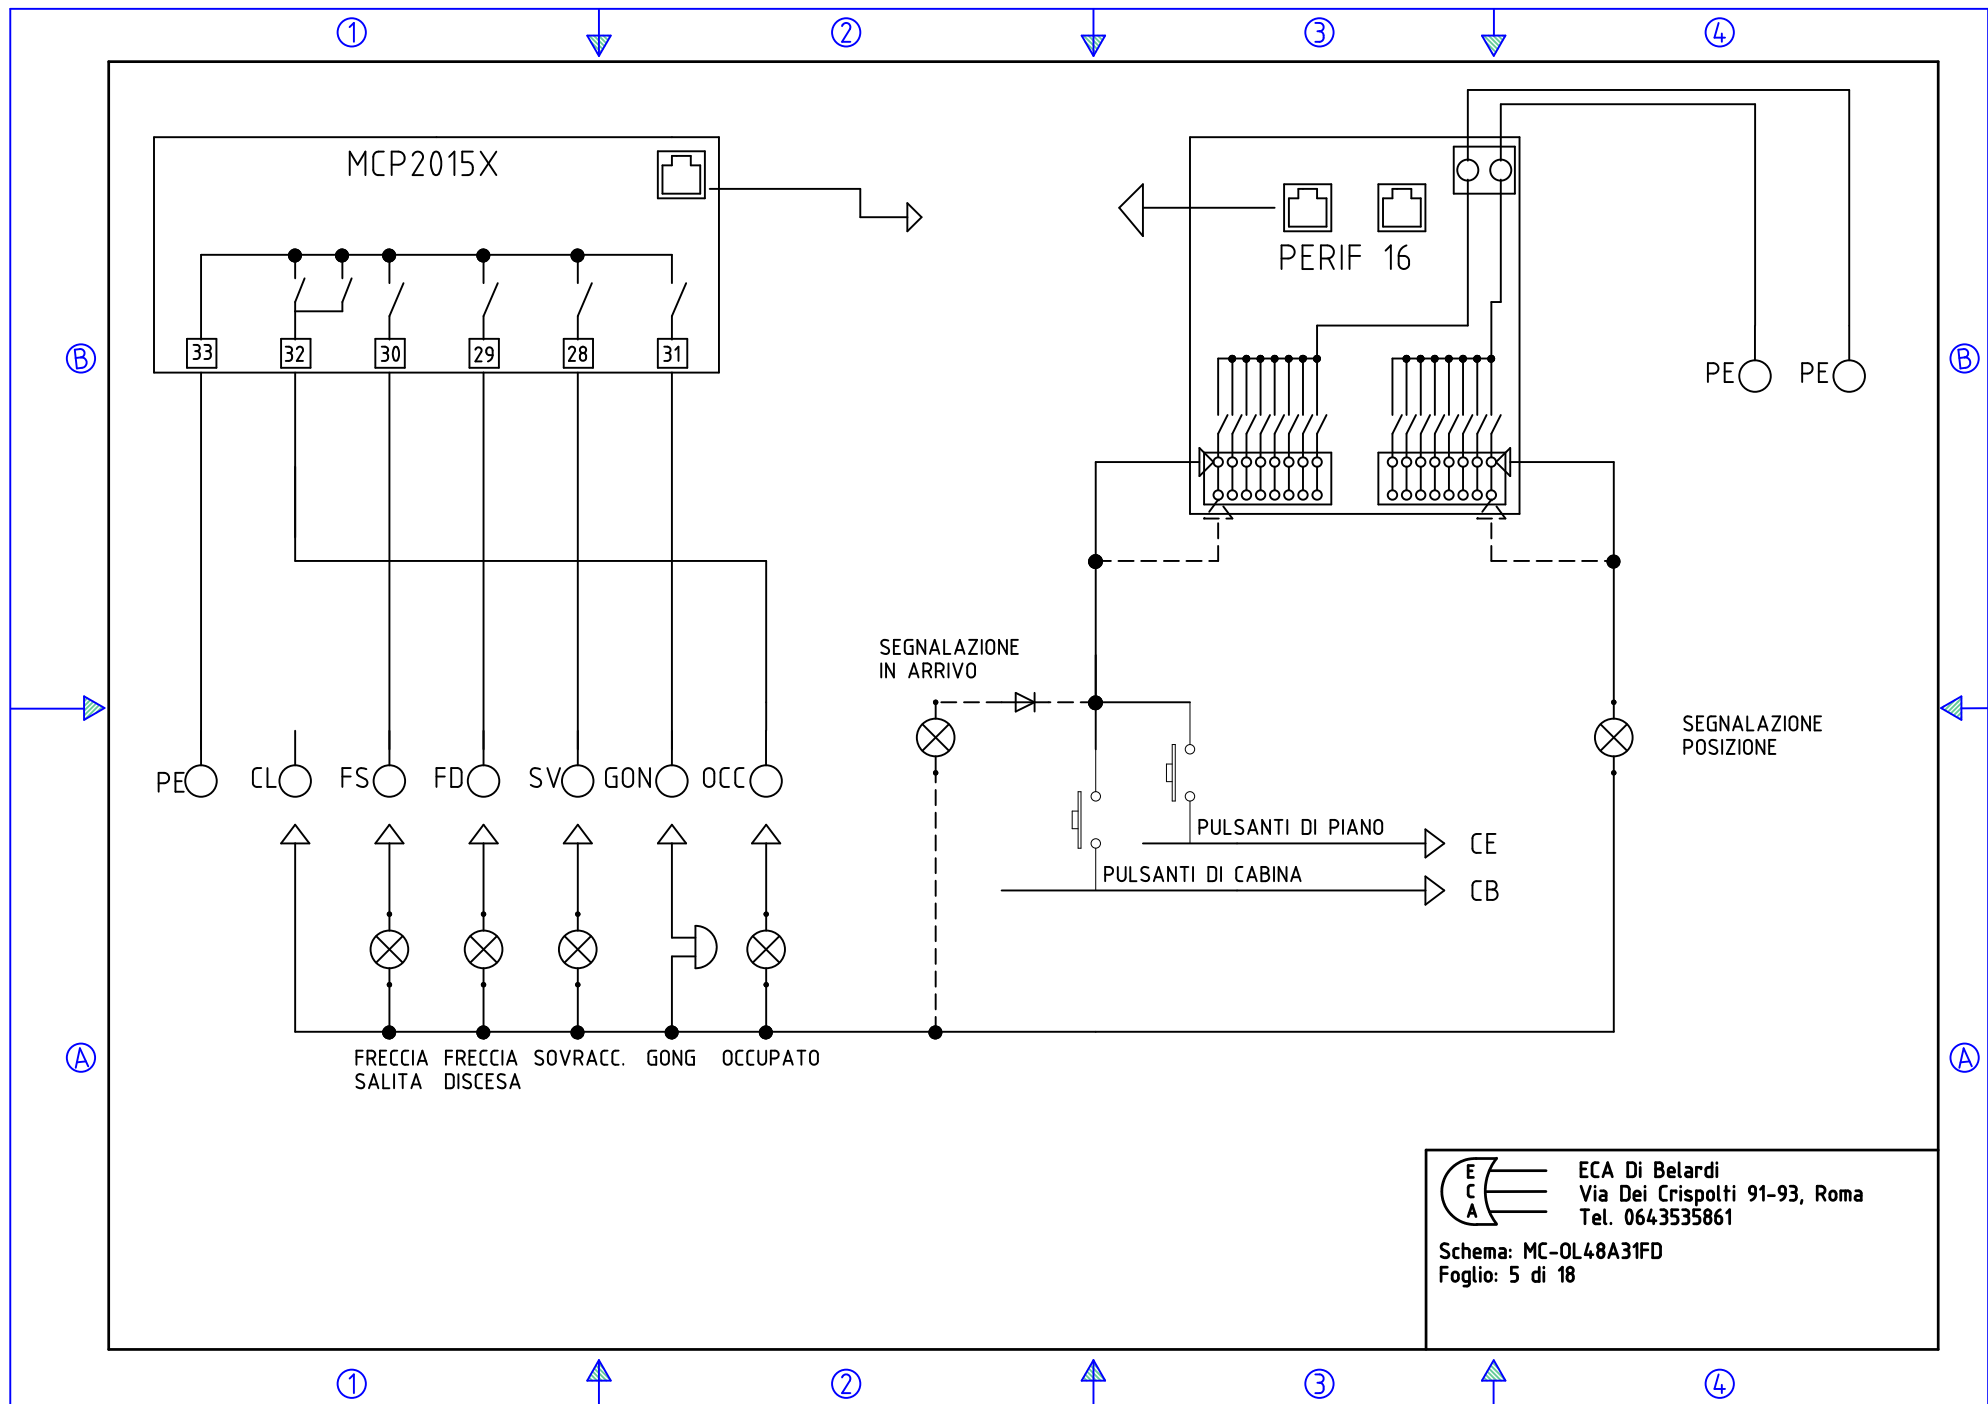 1 2 3 4
MCP2015X
33 32 30 29 28 31
PERIF 16
B
B
PE PE
SEGNALAZIONE
IN ARRIVO
SEGNALAZIONE
POSIZIONE
PE CL FS FD SV GON OCC
PULSANTI DI PIANO CE
PULSANTI DI CABINA CB
A
A
FRECCIA
SALITA
FRECCIA
DISCESA
SOVRACC.
GONG
OCCUPATO
E
C
A
ECA Di Belardi
Via Dei Crispolti 91-93, Roma
Tel. 0643535861
Schema: MC-OL48A31FD
Foglio: 5 di 18
1 2 3 4